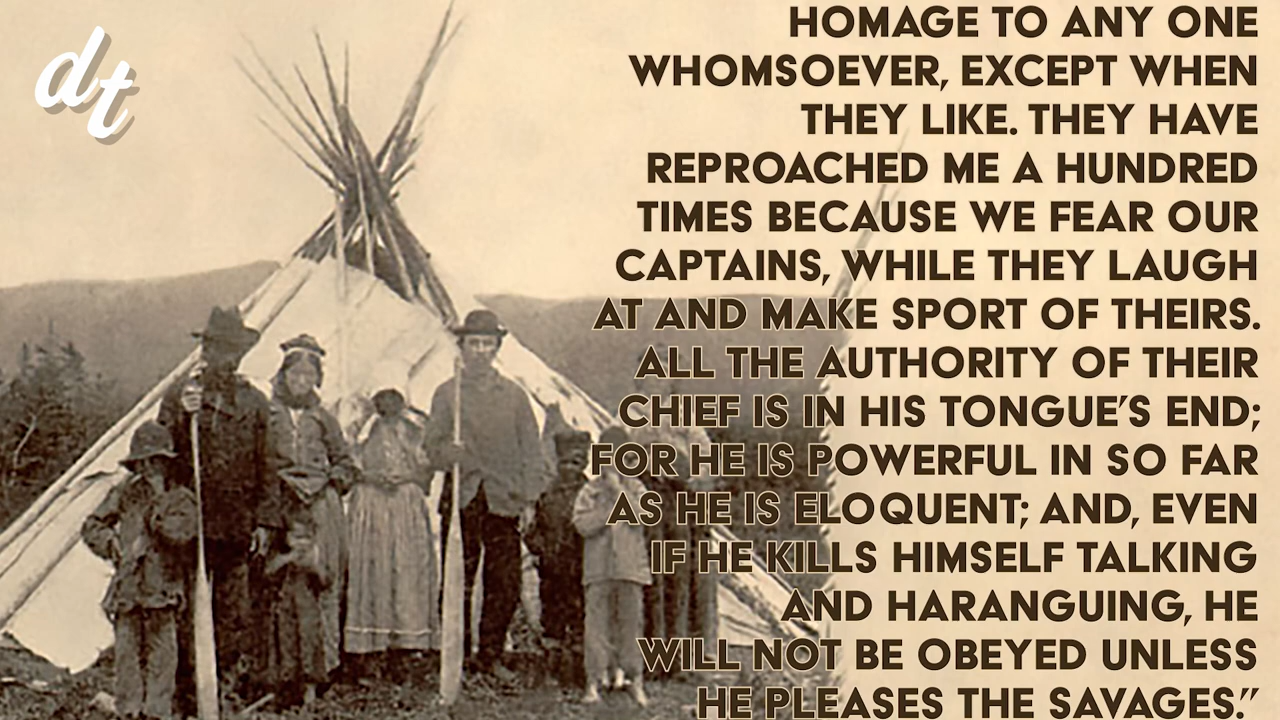 dt
HOMAGE TO ANY ONE
WHOMSOEVER, EXCEPT WHEN
THEY LIKE. THEY HAVE
REPROACHED ME A HUNDRED
TIMES BECAUSE WE FEAR OUR
CAPTAINS, WHILE THEY LAUGH
AT AND MAKE SPORT OF THEIRS.
ALL THE AUTHORITY OF THEIR
CHIEF IS IN HIS TONGUE'S END;
FOR HE IS POWERFUL IN SO FAR
AS HE IS ELOQUENT; AND, EVEN
IF HE KILLS HIMSELF TALKING
AND HARANGUING, HE
WILL NOT BE OBEYED UNLESS
HE PLEASES THE SAVAGES.”